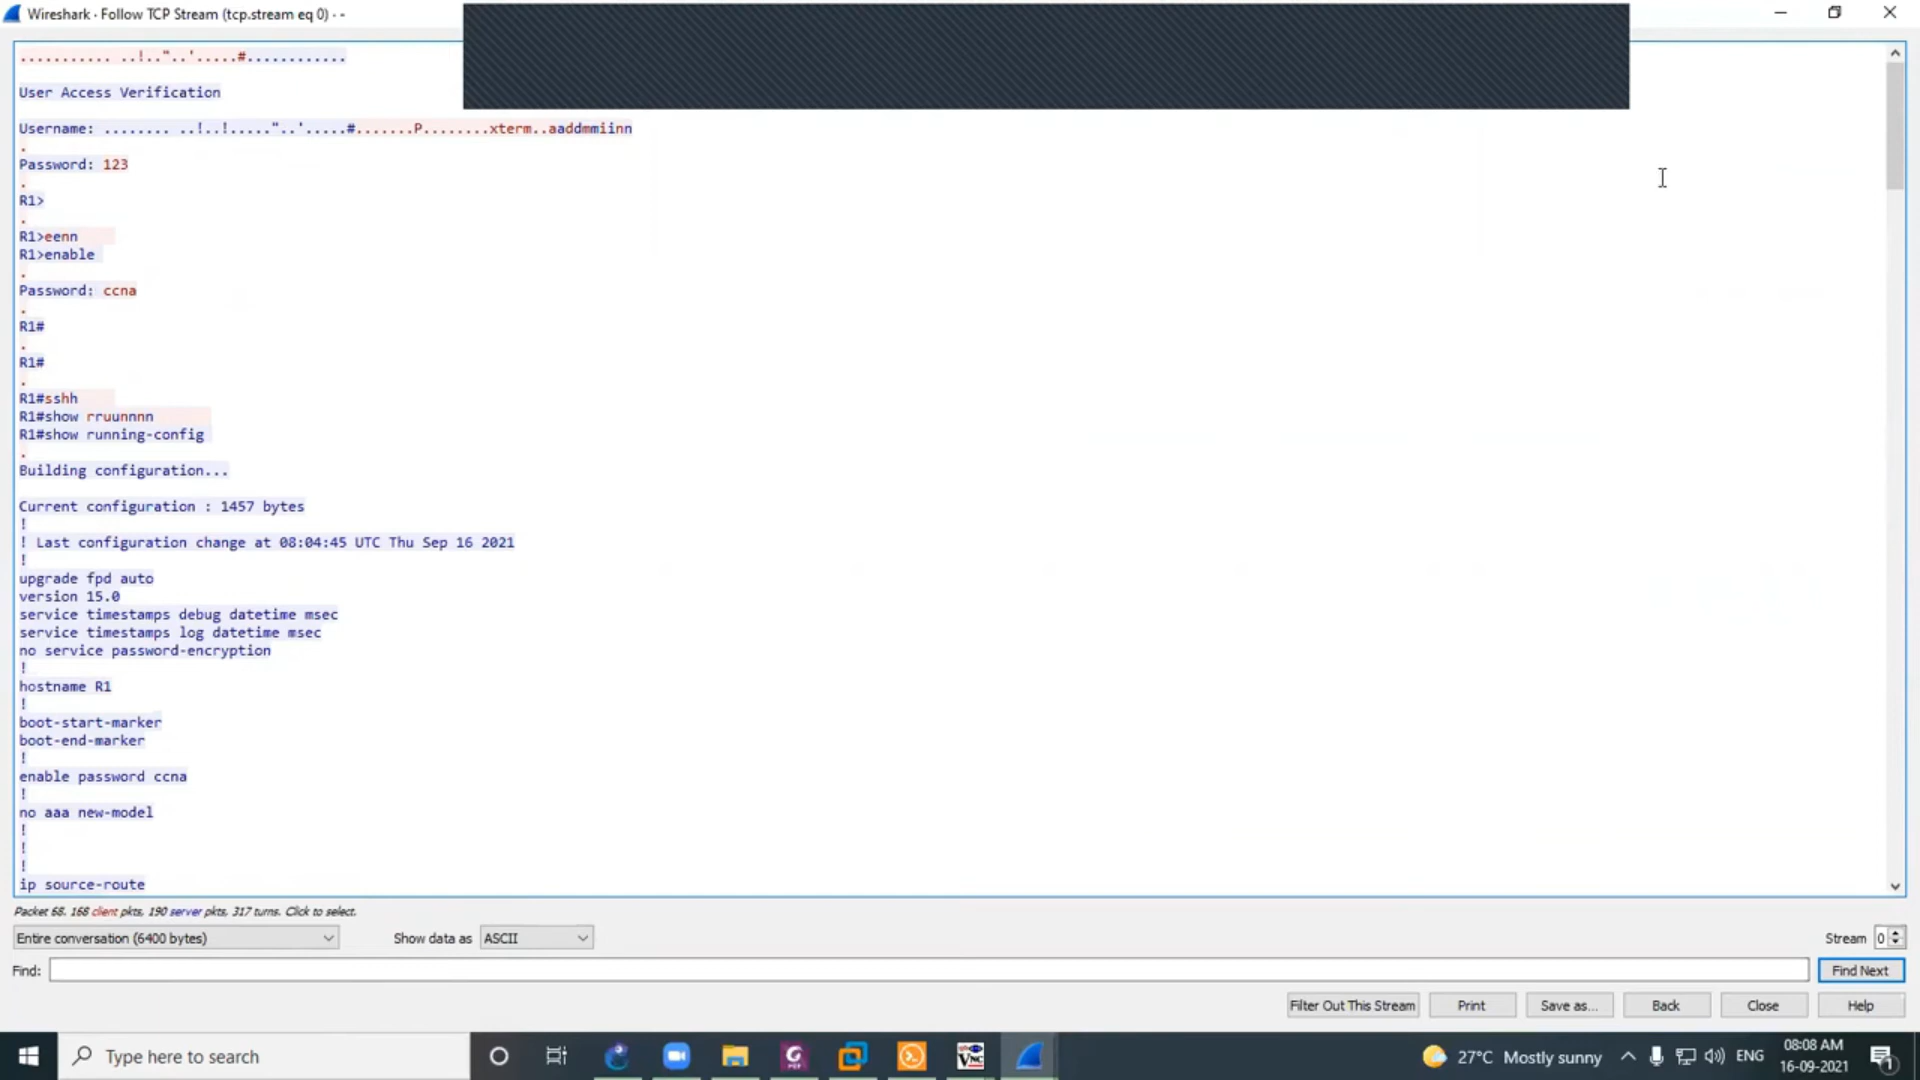 Wireshark · Follow TCP Stream (tcp.stream eq 0) · -
........... ..!.."..'.....#............
User Access Verification
Username: ........ ..!..!....."..'.....#.......P........xterm..aaddmmiinn
.
Password: 123
.
R1>
.
R1>eenn
R1>enable
.
Password: ccna
.
R1#
.
R1#
.
R1#sshh
R1#show rruunnnn
R1#show running-config
.
Building configuration...
Current configuration : 1457 bytes
!
! Last configuration change at 08:04:45 UTC Thu Sep 16 2021
!
upgrade fpd auto
version 15.0
service timestamps debug datetime msec
service timestamps log datetime msec
no service password-encryption
!
hostname R1
!
boot-start-marker
boot-end-marker
!
enable password ccna
!
no aaa new-model
!
!
!
ip source-route
Packet 68. 168 client pkts, 190 server pkts, 317 turns. Click to select.
Entire conversation (6400 bytes) Show data as ASCII Stream 0
Find: Find Next
Filter Out This Stream Print Save as... Back Close Help
Type here to search
VNC
27°C Mostly sunny ENG 08:08 AM
16-09-2021
1